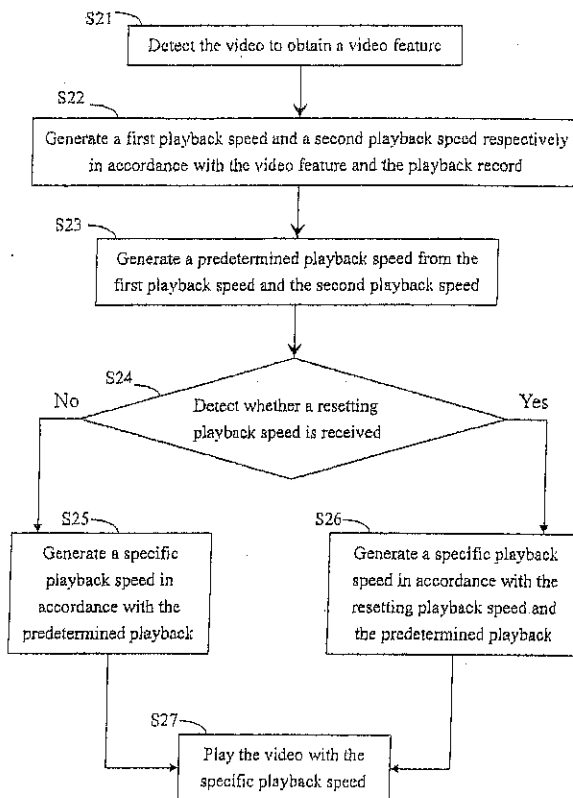 S21
Detect the video to obtain a video feature
S22
Generate a first playback speed and a second playback speed respectively
in accordance with the video feature and the playback record
S23
Generate a predetermined playback speed from the
first playback speed and the second playback speed
S24
No
Yes
Detect whether a resetting
playback speed is received
S25
Generate a specific
playback speed in
accordance with the
predetermined playback
S26
Generate a specific playback
speed in accordance with the
resetting playback speed and
the predetermined playback
S27
Play the video with the
specific playback speed